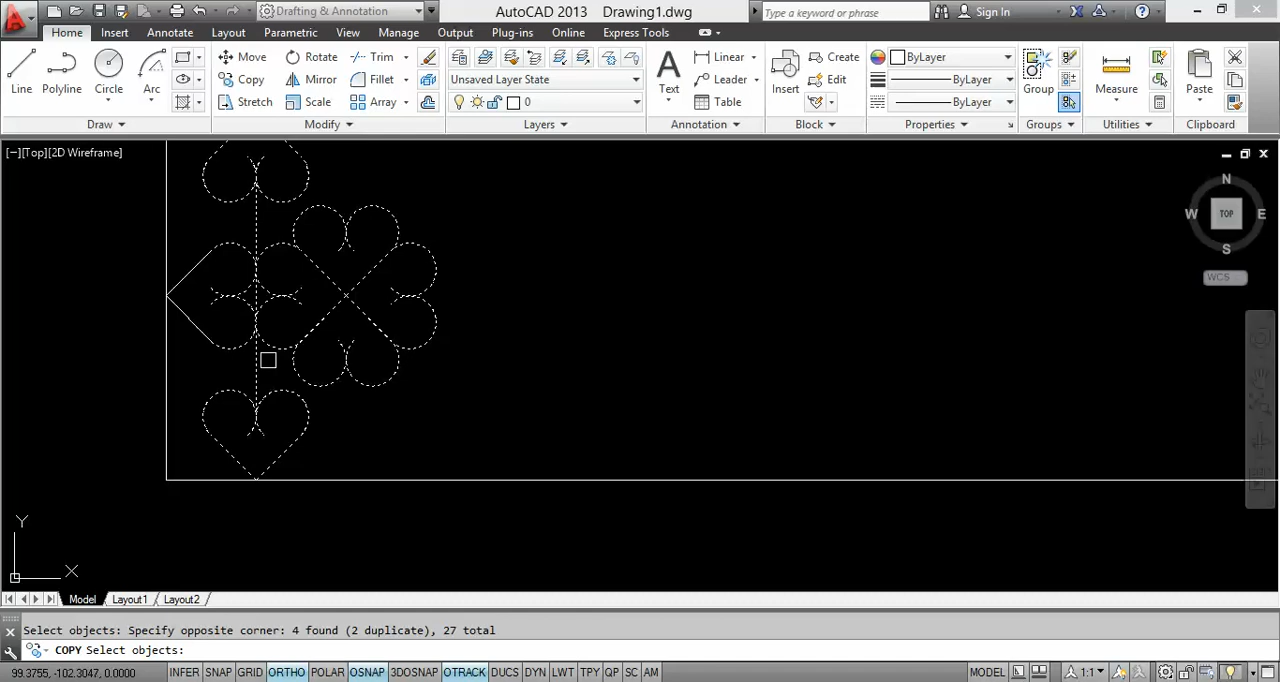 Drafting & Annotation
AutoCAD 2013 Drawing1.dwg
Type a keyword or phrase
Sign In
Home Insert Annotate Layout Parametric View Manage Output Plug-ins Online Express Tools
Line Polyline Circle Arc
Move Rotate Trim
Copy Mirror Fillet
Stretch Scale Array
Unsaved Layer State
0
Text
Linear
Leader
Table
Insert
Create
Edit
ByLayer
ByLayer
ByLayer
Group
Measure
Paste
Draw Modify Layers Annotation Block Properties Groups Utilities Clipboard
[−][Top][2D Wireframe]
N
W TOP E
S
WCS
Y
X
Model Layout1 Layout2
Select objects: Specify opposite corner: 4 found (2 duplicate), 27 total
COPY Select objects:
99.3755, -102.3047, 0.0000 INFER SNAP GRID ORTHO POLAR OSNAP 3DOSNAP OTRACK DUCS DYN LWT TPY QP SC AM MODEL 1:1